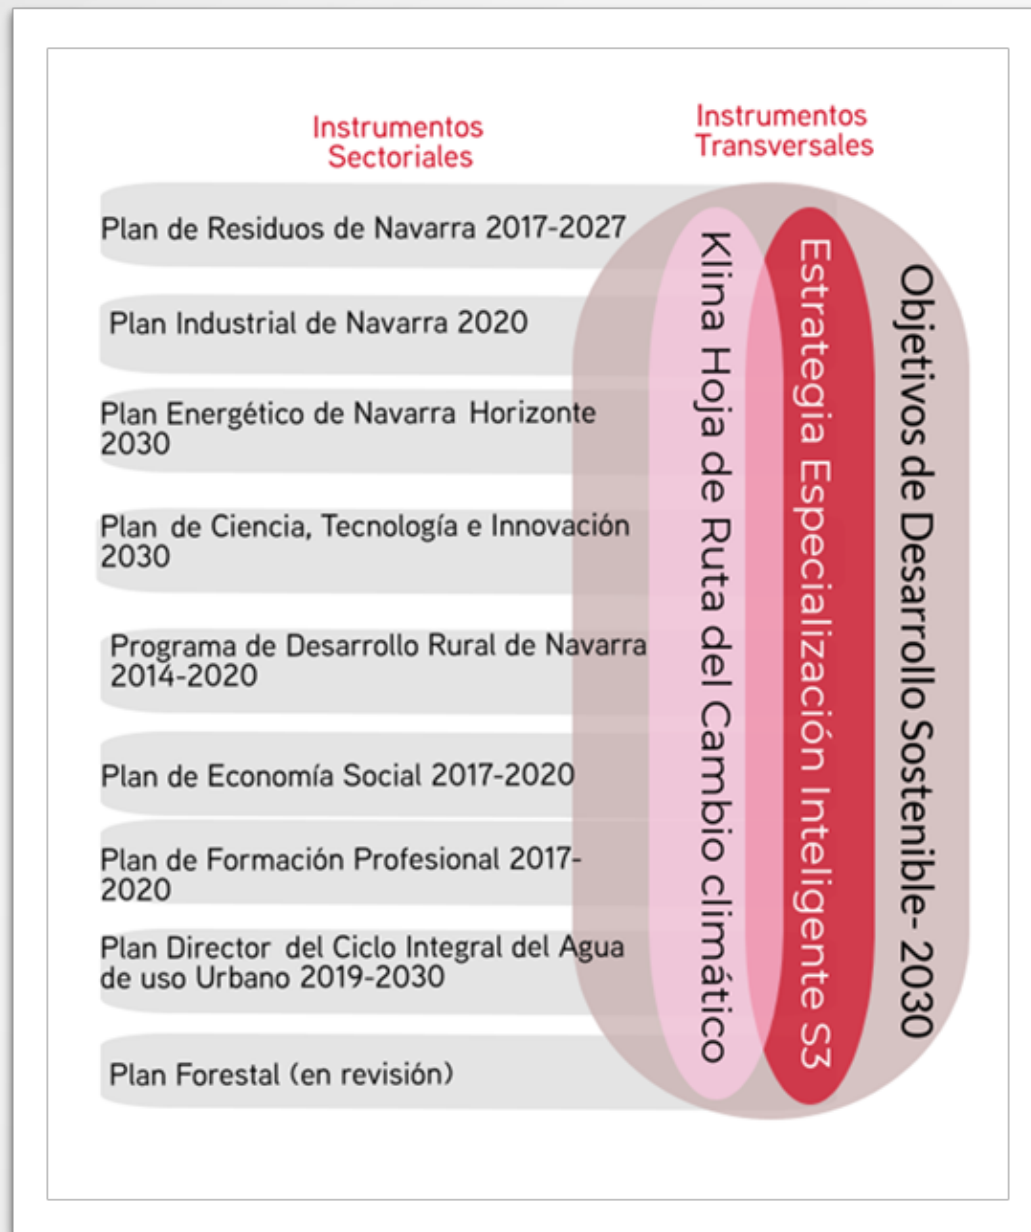 Instrumentos
Sectoriales
Instrumentos
Transversales
Plan de Residuos de Navarra 2017-2027
Plan Industrial de Navarra 2020
Plan Energético de Navarra Horizonte
2030
Plan de Ciencia, Tecnología e Innovación
2030
Programa de Desarrollo Rural de Navarra
2014-2020
Plan de Economía Social 2017-2020
Plan de Formación Profesional 2017-
2020
Plan Director del Ciclo Integral del Agua
de uso Urbano 2019-2030
Plan Forestal (en revisión)
Klina Hoja de Ruta del Cambio climático
Estrategia Especialización Inteligente S3
Objetivos de Desarrollo Sostenible- 2030